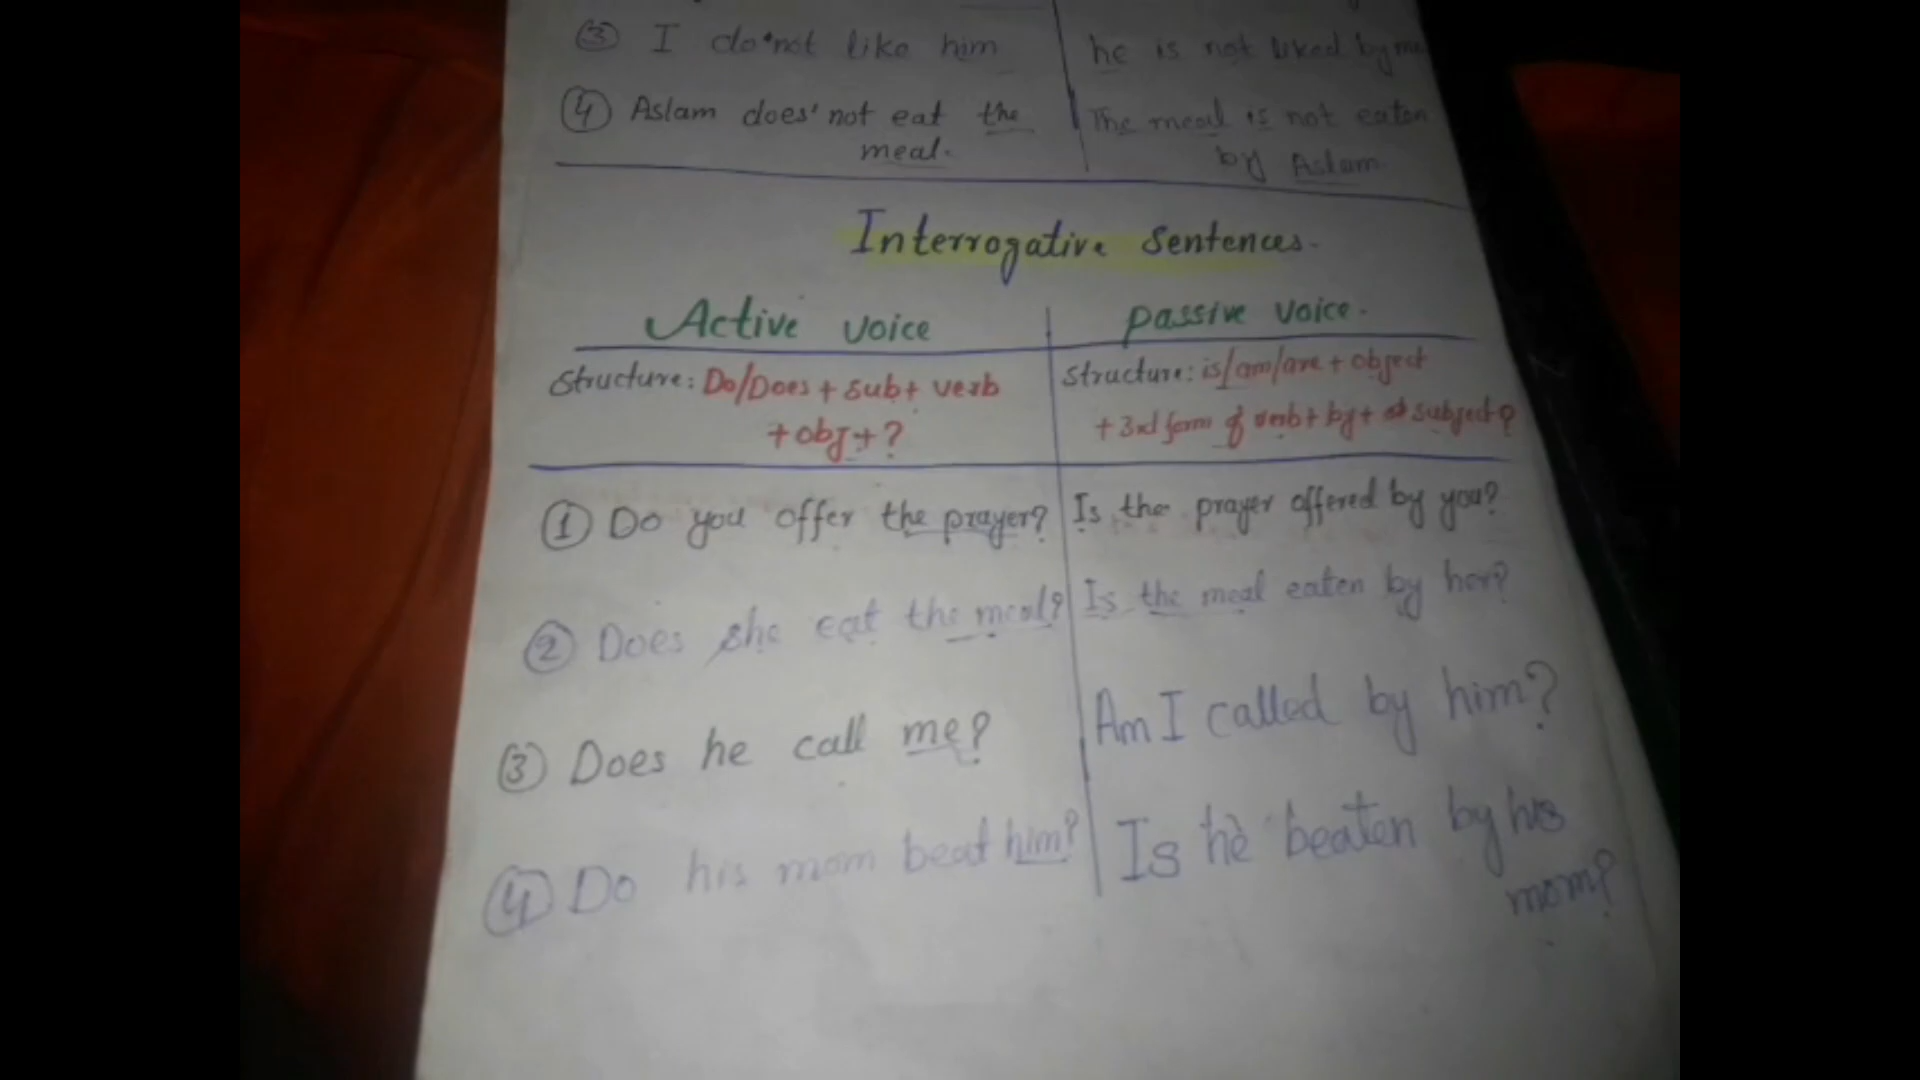 ③ I do'not like him
he is not liked by me
④ Aslam does'not eat the
meal.
The meal is not eaten
by Aslam
Interrogative Sentences.
Active voice
passive voice.
Structure: Do/Does + sub + verb
+ obj + ?
Structure: is/am/are + object
+ 3rd form of verb + by + subject ?
① Do you offer the prayer?
Is the prayer offered by you?
② Does she eat the meal?
Is the meal eaten by her?
③ Does he call me?
Am I called by him?
④ Do his mom beat him?
Is he beaten by his
mom?